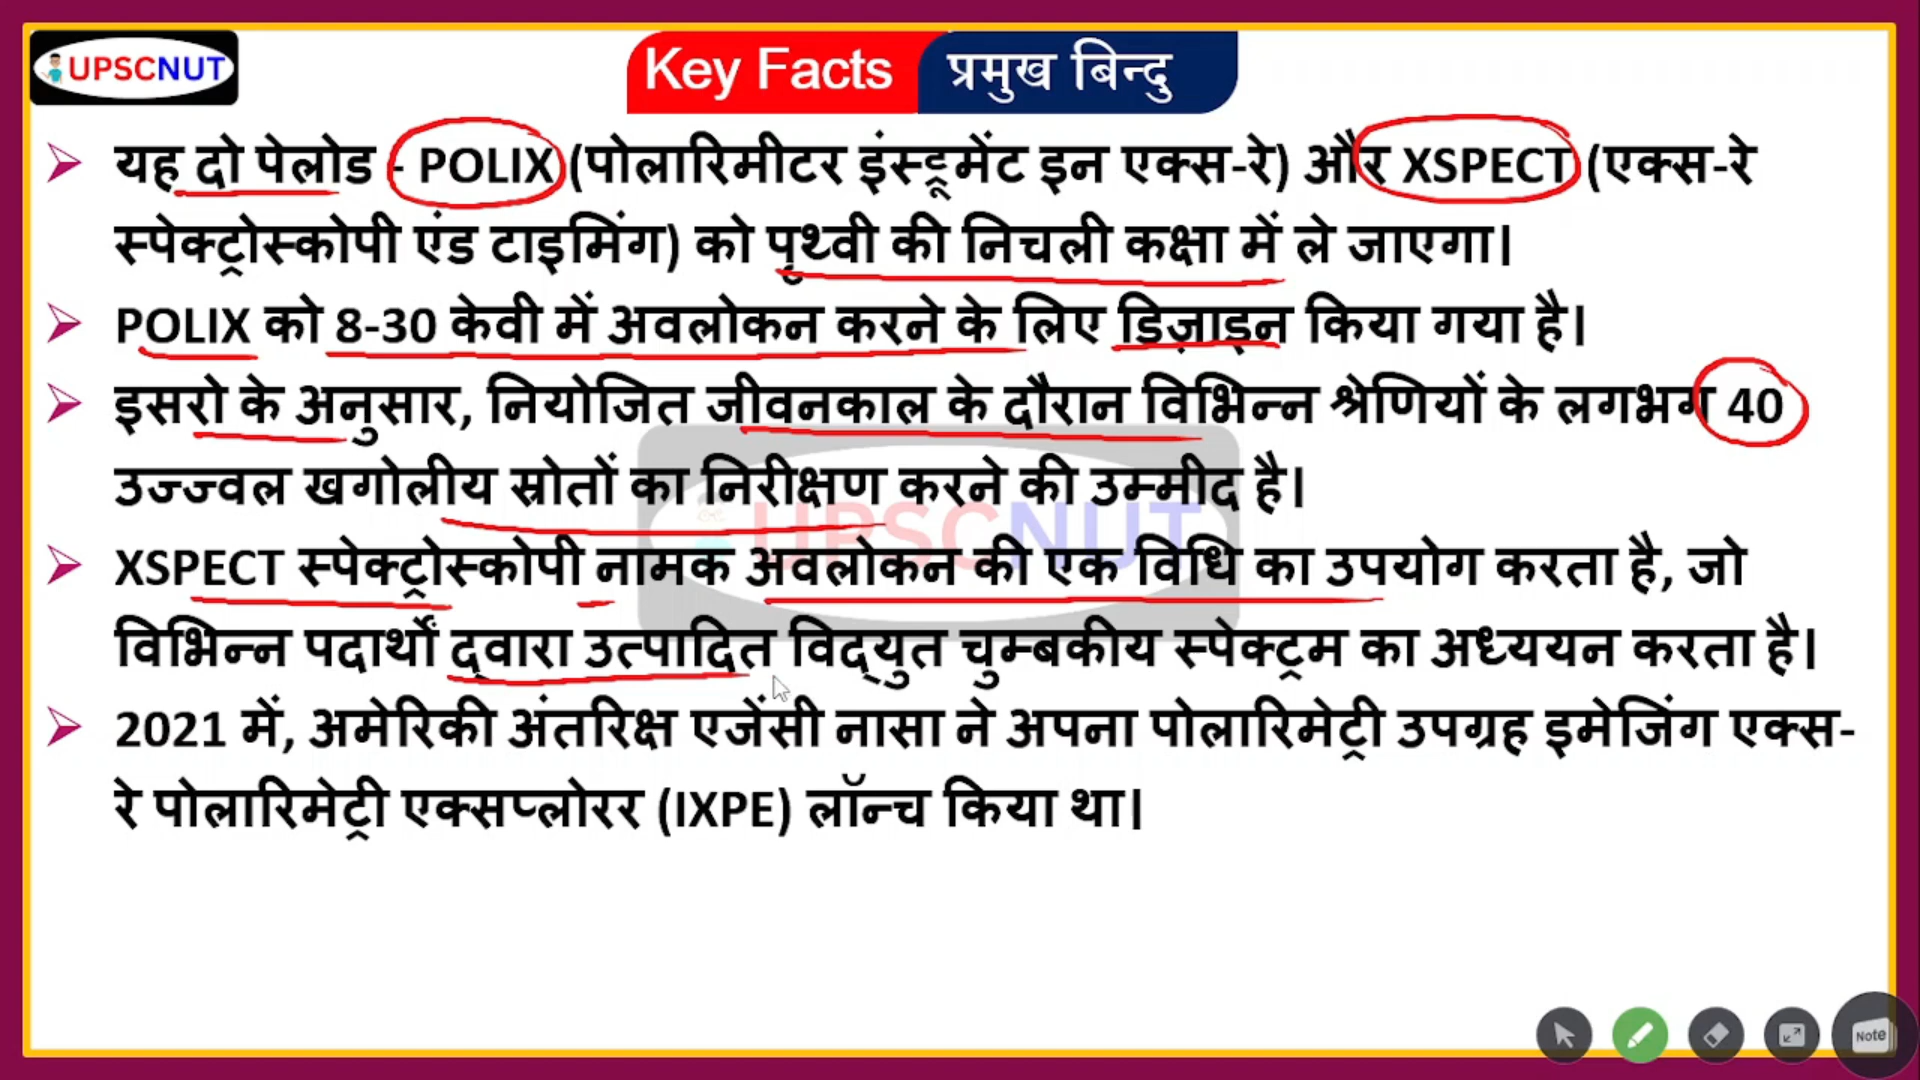 UPSCNUT
Key Facts प्रमुख बिन्दु
यह दो पेलोड - POLIX (पोलारिमीटर इंस्ट्रूमेंट इन एक्स-रे) और XSPECT (एक्स-रे
स्पेक्ट्रोस्कोपी एंड टाइमिंग) को पृथ्वी की निचली कक्षा में ले जाएगा।
POLIX को 8-30 केवी में अवलोकन करने के लिए डिज़ाइन किया गया है।
इसरो के अनुसार, नियोजित जीवनकाल के दौरान विभिन्न श्रेणियों के लगभग 40
उज्ज्वल खगोलीय स्रोतों का निरीक्षण करने की उम्मीद है।
UPSCNUT
XSPECT स्पेक्ट्रोस्कोपी नामक अवलोकन की एक विधि का उपयोग करता है, जो
विभिन्न पदार्थों द्वारा उत्पादित विद्युत चुम्बकीय स्पेक्ट्रम का अध्ययन करता है।
2021 में, अमेरिकी अंतरिक्ष एजेंसी नासा ने अपना पोलारिमेट्री उपग्रह इमेजिंग एक्स-
रे पोलारिमेट्री एक्सप्लोरर (IXPE) लॉन्च किया था।
Note